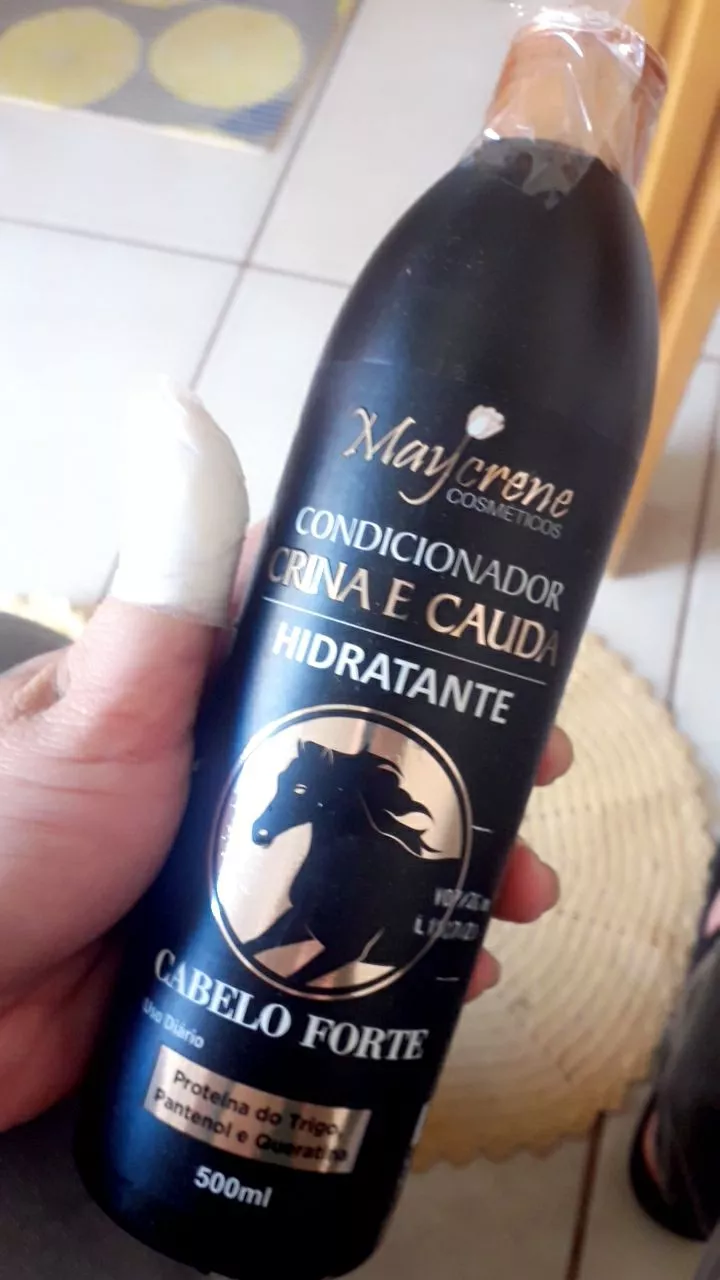 Maycrene
COSMÉTICOS
CONDICIONADOR
CRINA E CAUDA
HIDRATANTE
CABELO FORTE
Uso Diário
Proteína do Trigo,
Pantenol e Queratina
500ml